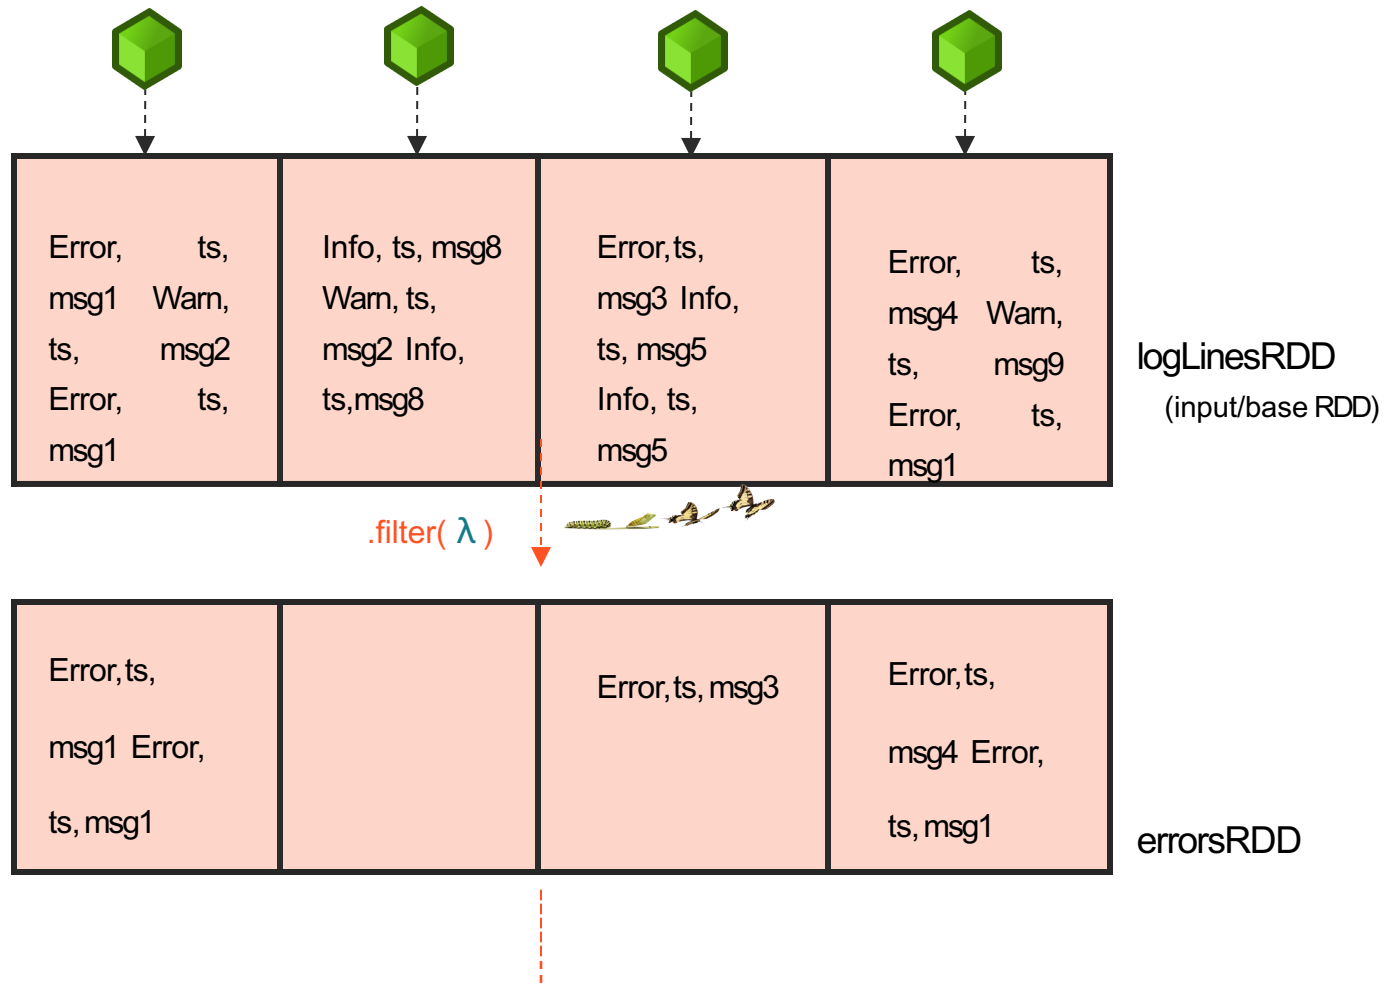 Error, ts,
msg1 Warn,
ts, msg2
Error, ts,
msg1
Info, ts, msg8
Warn, ts,
msg2 Info,
ts,msg8
Error,ts,
msg3 Info,
ts, msg5
Info, ts,
msg5
Error, ts,
msg4 Warn,
ts, msg9
Error, ts,
msg1
logLinesRDD
(input/base RDD)
.filter( λ )
Error,ts,
msg1 Error,
ts, msg1
Error,ts, msg3
Error,ts,
msg4 Error,
ts, msg1
errorsRDD